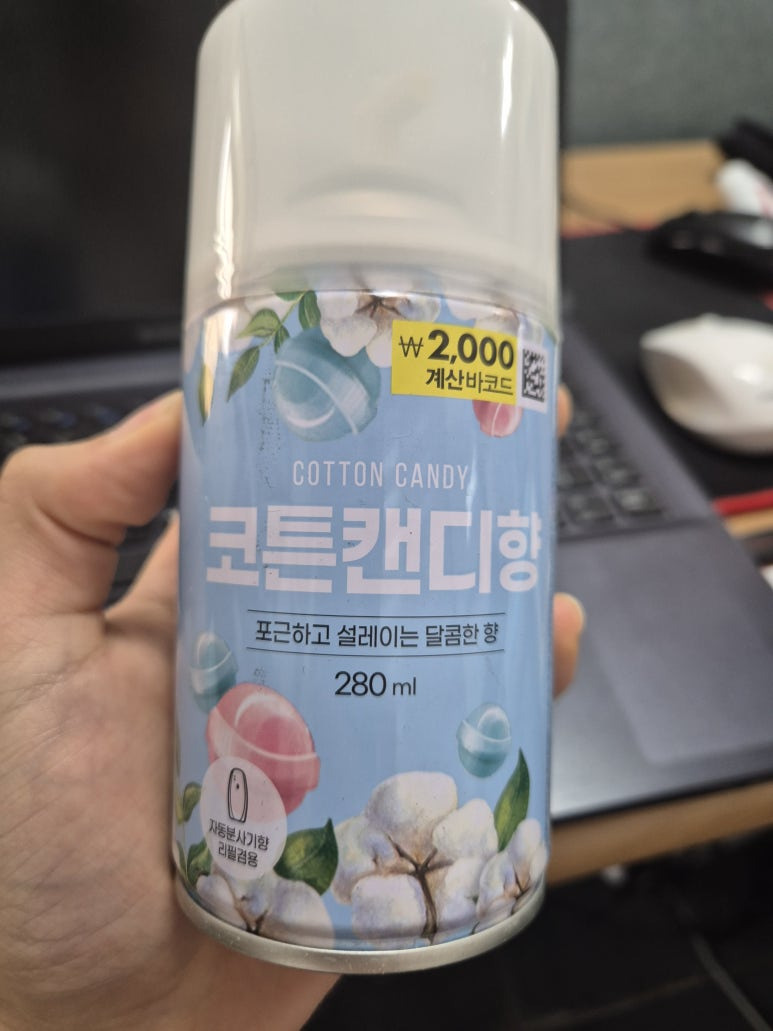 ₩2,000
계산바코드
COTTON CANDY
코튼캔디향
포근하고 설레이는 달콤한 향
280 ml
자동분사기향
리필겸용